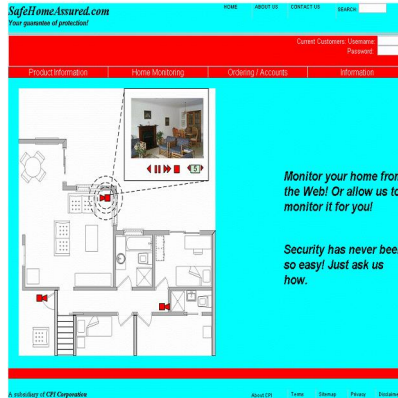 SafeHomeAssured.com
Your guarantee of protection!
HOME ABOUT US CONTACT US SEARCH:
Current Customers: Username:
Password:
Product Information Home Monitoring Ordering / Accounts Information
Monitor your home from
the Web! Or allow us to
monitor it for you!
Security has never been
so easy! Just ask us
how.
A subsidiary of CPI Corporation About CPI Terms Sitemap Privacy Disclaimer